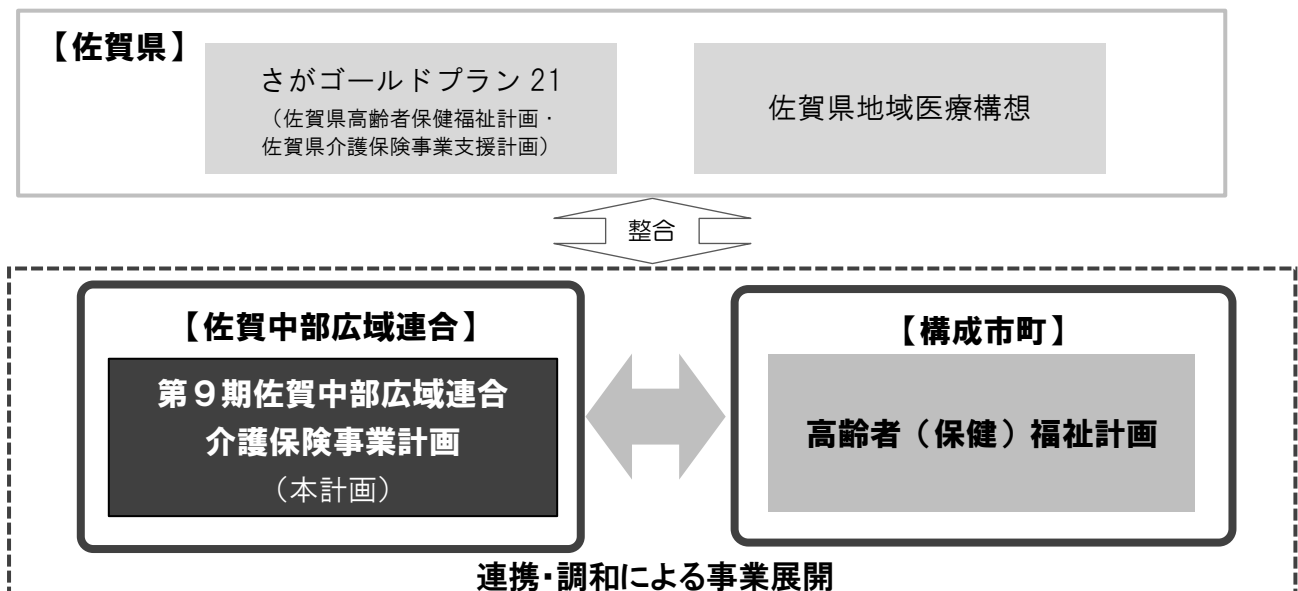 【佐賀県】
さがゴールドプラン 21
（佐賀県高齢者保健福祉計画・
佐賀県介護保険事業支援計画）
佐賀県地域医療構想
整合
【佐賀中部広域連合】
第９期佐賀中部広域連合
介護保険事業計画
（本計画）
【構成市町】
高齢者（保健）福祉計画
連携・調和による事業展開